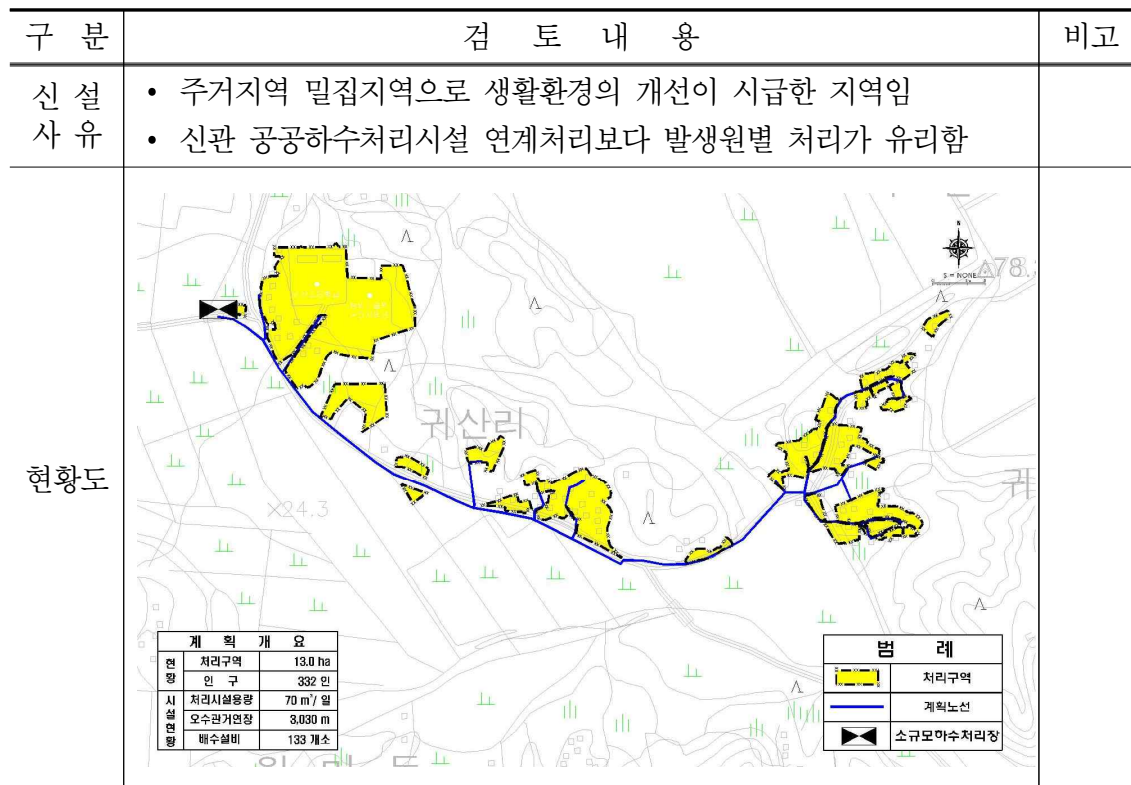 구 분 검 토 내 용 비고
신 설
사 유
• 주거지역 밀집지역으로 생활환경의 개선이 시급한 지역임
• 신관 공공하수처리시설 연계처리보다 발생원별 처리가 유리함
현황도
N
S = NONE
78.
귀산리
귀
×24.3
계 획 개 요
현황 처리구역 13.0 ha
인 구 332 인
시설현황 처리시설용량 70 m³/ 일
오수관거연장 3,030 m
배수설비 133 개소
범 례
처리구역
계획노선
소규모하수처리장